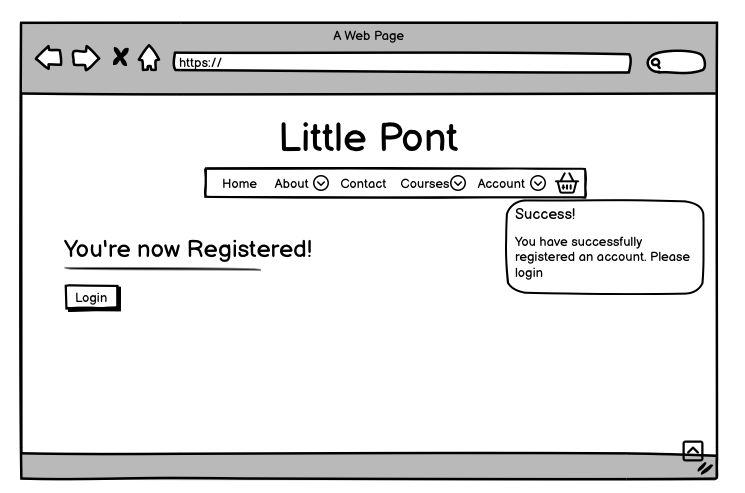 A Web Page
https://
Little Pont
Home About Contact Courses Account
Success!
You have successfully
registered an account. Please
login
You're now Registered!
Login